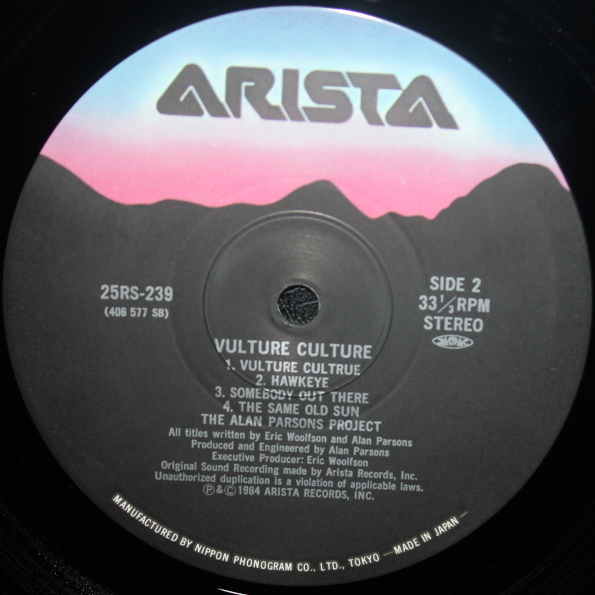 ARISTA
25RS-239
(406 577 SB)
SIDE 2
33 1/3 RPM
STEREO
VULTURE CULTURE
1. VULTURE CULTRUE
2. HAWKEYE
3. SOMEBODY OUT THERE
4. THE SAME OLD SUN
THE ALAN PARSONS PROJECT
All titles written by Eric Woolfson and Alan Parsons
Produced and Engineered by Alan Parsons
Executive Producer: Eric Woolfson
Original Sound Recording made by Arista Records, Inc.
Unauthorized duplication is a violation of applicable laws.
Ⓟ&©1984 ARISTA RECORDS, INC.
MANUFACTURED BY NIPPON PHONOGRAM CO., LTD., TOKYO —MADE IN JAPAN—